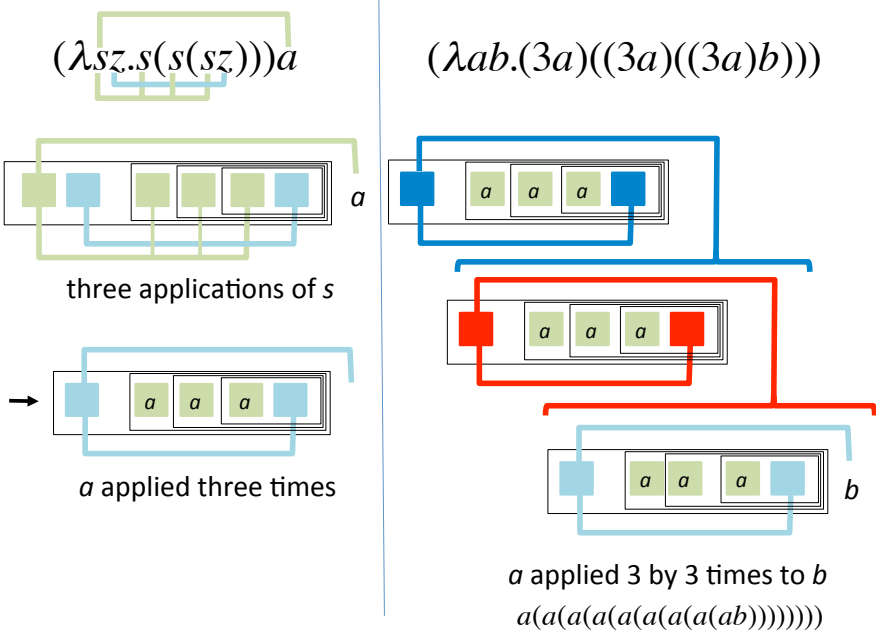 (λsz.s(s(sz)))a
a
three applications of s
a a a
a applied three times
(λab.(3a)((3a)((3a)b)))
a a a
a a a
a a a
b
a applied 3 by 3 times to b
a(a(a(a(a(a(a(a(ab))))))))